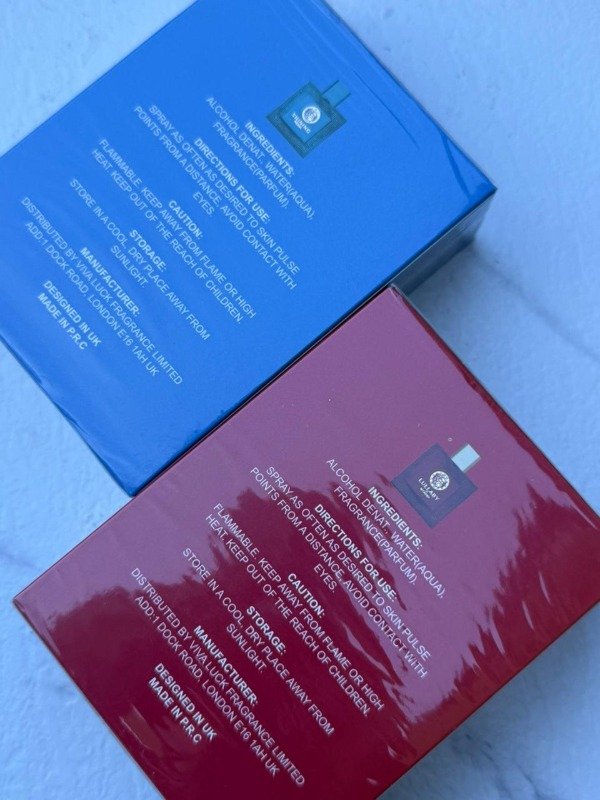 INGREDIENTS:
ALCOHOL DENAT., WATER(AQUA),
FRAGRANCE(PARFUM).
DIRECTIONS FOR USE:
SPRAY AS OFTEN AS DESIRED TO SKIN PULSE
POINTS FROM A DISTANCE. AVOID CONTACT WITH
EYES.
CAUTION:
FLAMMABLE. KEEP AWAY FROM FLAME OR HIGH
HEAT. KEEP OUT OF THE REACH OF CHILDREN.
STORAGE:
STORE IN A COOL, DRY PLACE AWAY FROM
SUNLIGHT
MANUFACTURER:
DISTRIBUTED BY VIVA LUCK FRAGRANCE LIMITED
ADD:1 DOCK ROAD, LONDON E16 1AH UK
DESIGNED IN UK
MADE IN P.R.C
LULLABY
INGREDIENTS:
ALCOHOL DENAT., WATER(AQUA),
FRAGRANCE(PARFUM).
DIRECTIONS FOR USE:
SPRAY AS OFTEN AS DESIRED TO SKIN PULSE
POINTS FROM A DISTANCE. AVOID CONTACT WITH
EYES.
CAUTION:
FLAMMABLE. KEEP AWAY FROM FLAME OR HIGH
HEAT. KEEP OUT OF THE REACH OF CHILDREN.
STORAGE:
STORE IN A COOL, DRY PLACE AWAY FROM
SUNLIGHT.
MANUFACTURER:
DISTRIBUTED BY VIVA LUCK FRAGRANCE LIMITED
ADD:1 DOCK ROAD, LONDON E16 1AH UK
DESIGNED IN UK
MADE IN P.R.C